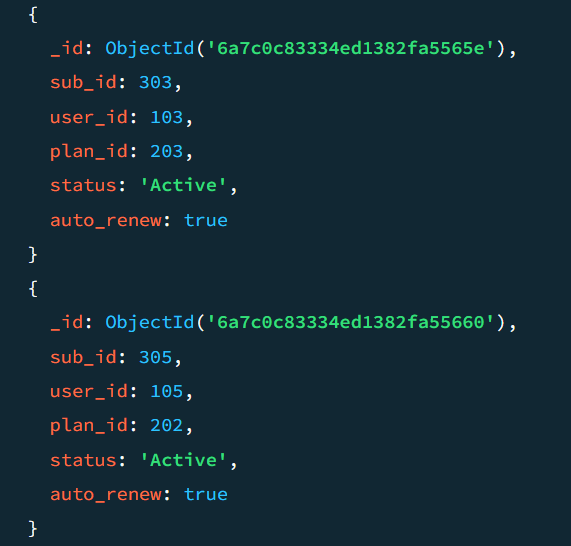 {
_id: ObjectId('6a7c0c83334ed1382fa5565e'),
sub_id: 303,
user_id: 103,
plan_id: 203,
status: 'Active',
auto_renew: true
}
{
_id: ObjectId('6a7c0c83334ed1382fa55660'),
sub_id: 305,
user_id: 105,
plan_id: 202,
status: 'Active',
auto_renew: true
}